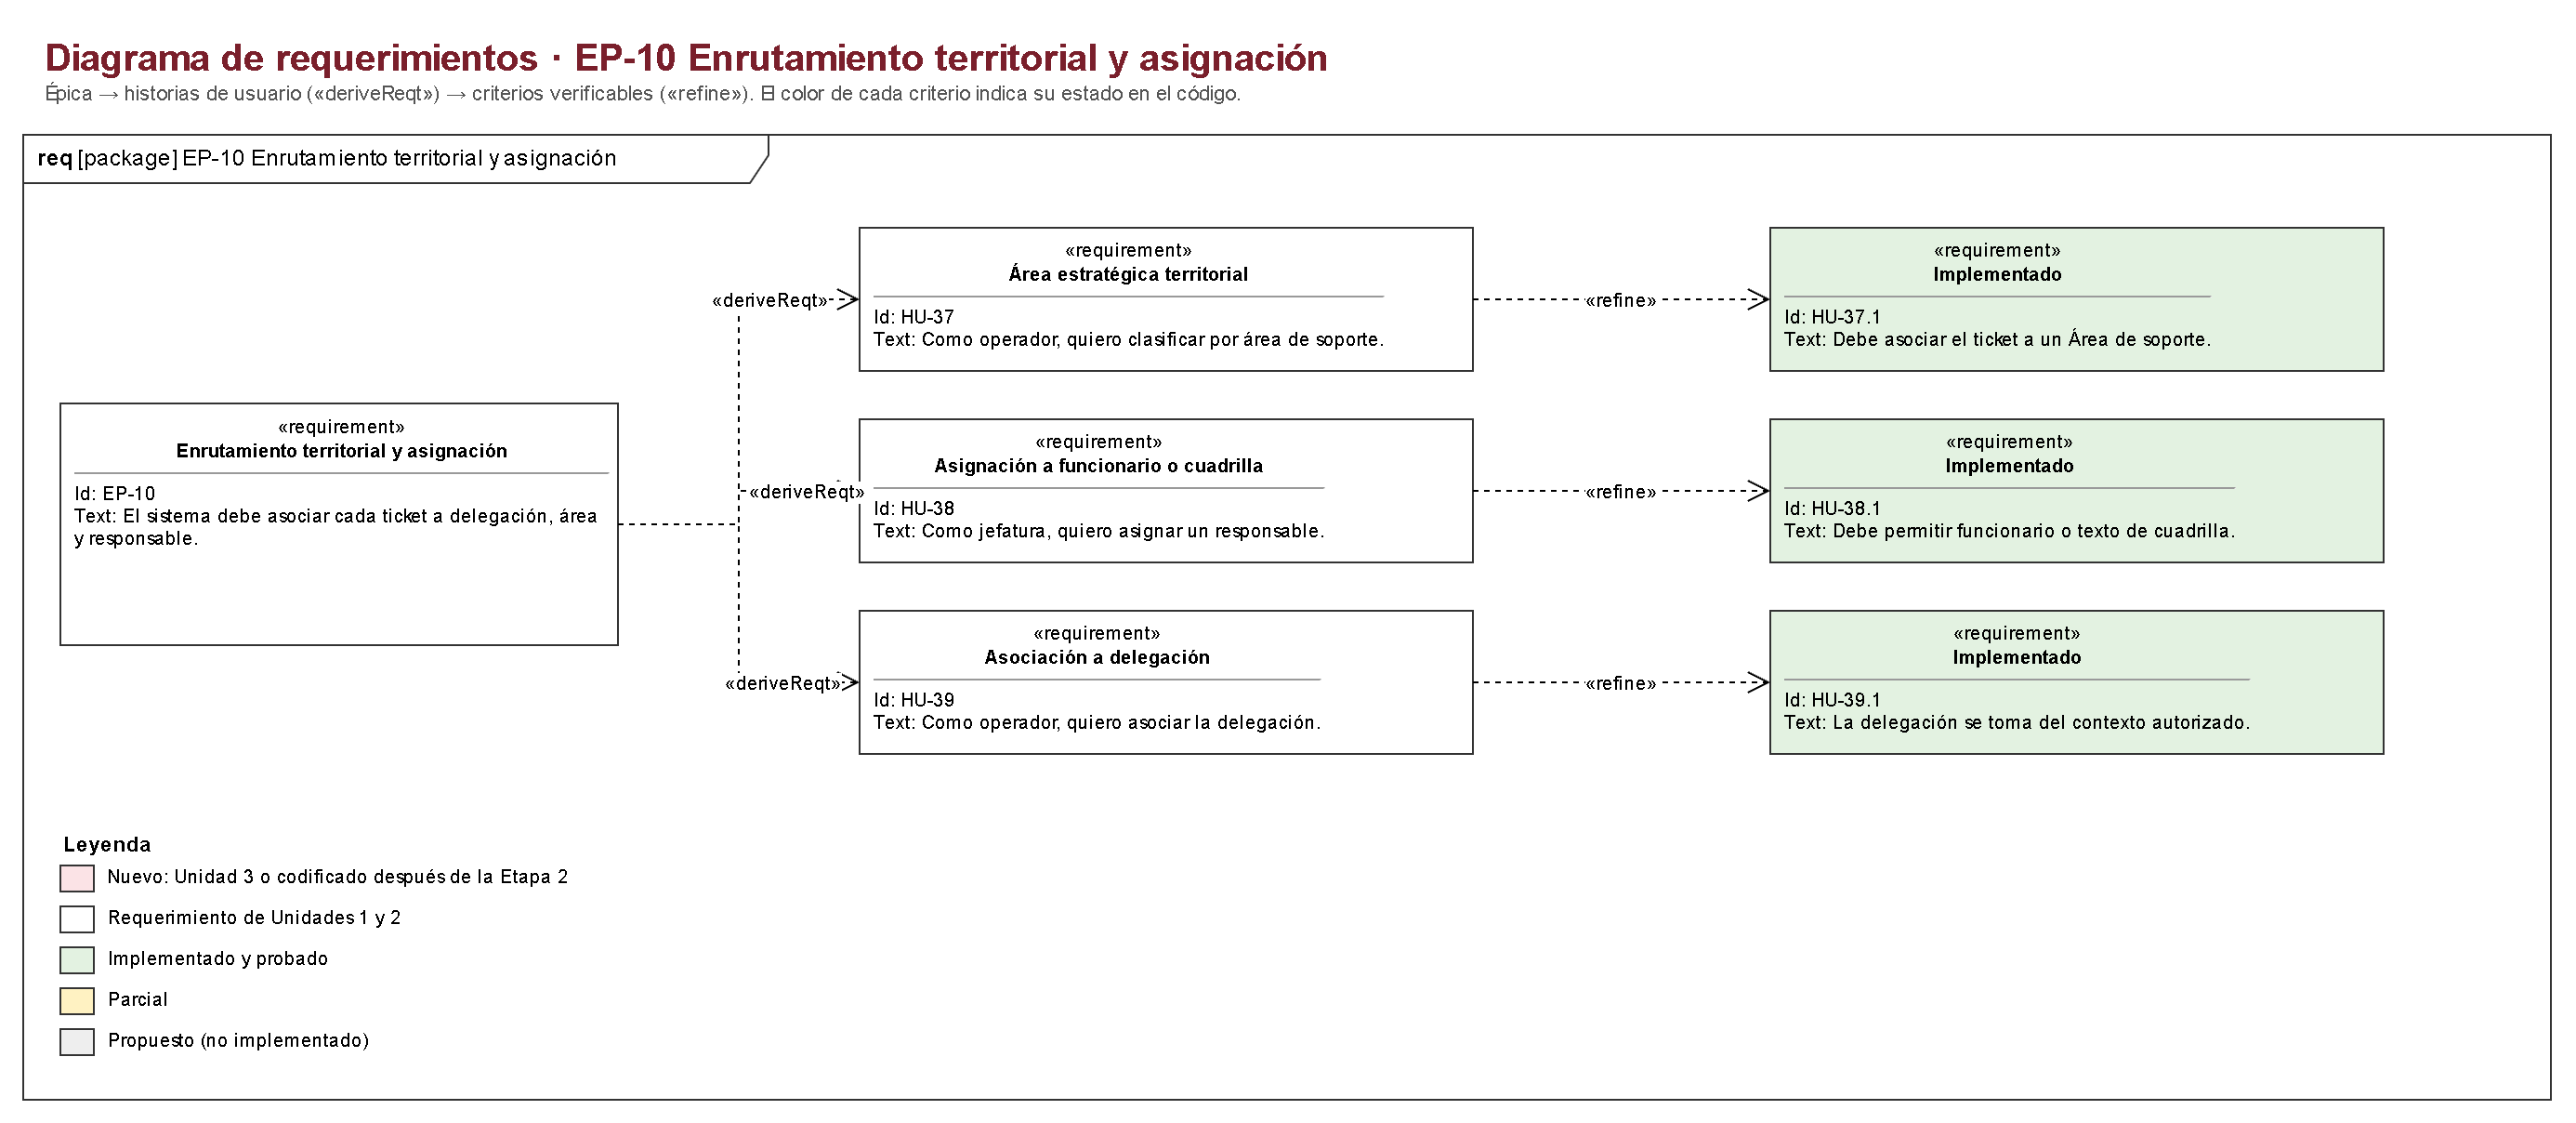 Diagrama de requerimientos · EP-10 Enrutamiento territorial y asignación
Épica → historias de usuario («deriveReqt») → criterios verificables («refine»). El color de cada criterio indica su estado en el código.
req [package] EP-10 Enrutamiento territorial y asignación
«requirement»
Enrutamiento territorial y asignación
Id: EP-10
Text: El sistema debe asociar cada ticket a delegación, área
y responsable.
«deriveReqt»
«requirement»
Área estratégica territorial
Id: HU-37
Text: Como operador, quiero clasificar por área de soporte.
«refine»
«requirement»
Implementado
Id: HU-37.1
Text: Debe asociar el ticket a un Área de soporte.
«deriveReqt»
«requirement»
Asignación a funcionario o cuadrilla
Id: HU-38
Text: Como jefatura, quiero asignar un responsable.
«refine»
«requirement»
Implementado
Id: HU-38.1
Text: Debe permitir funcionario o texto de cuadrilla.
«deriveReqt»
«requirement»
Asociación a delegación
Id: HU-39
Text: Como operador, quiero asociar la delegación.
«refine»
«requirement»
Implementado
Id: HU-39.1
Text: La delegación se toma del contexto autorizado.
Leyenda
Nuevo: Unidad 3 o codificado después de la Etapa 2
Requerimiento de Unidades 1 y 2
Implementado y probado
Parcial
Propuesto (no implementado)